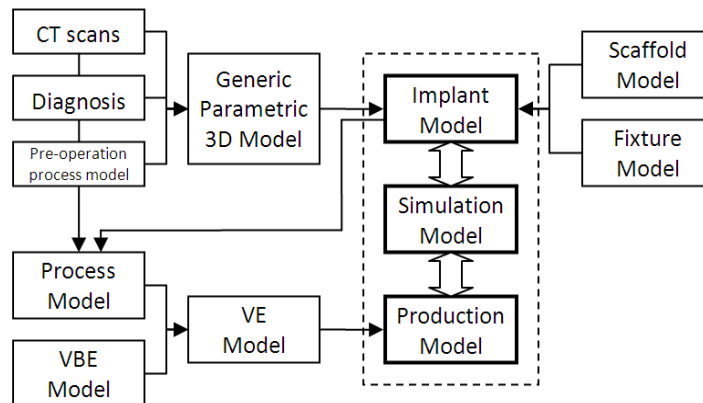 CT scans
Diagnosis
Pre-operation
process model
Generic
Parametric
3D Model
Implant
Model
Scaffold
Model
Fixture
Model
Simulation
Model
Process
Model
VBE
Model
VE
Model
Production
Model